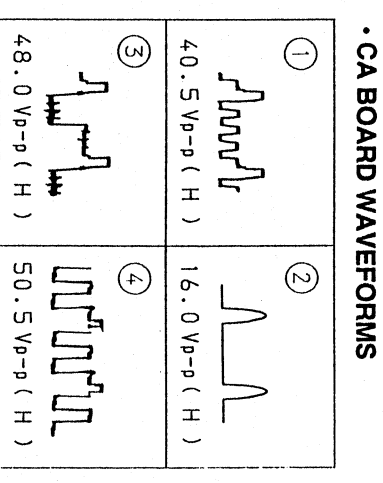 • CA BOARD WAVEFORMS
①
40.5Vp-p(H)
②
16.0Vp-p(H)
③
48.0Vp-p(H)
④
50.5Vp-p(H)